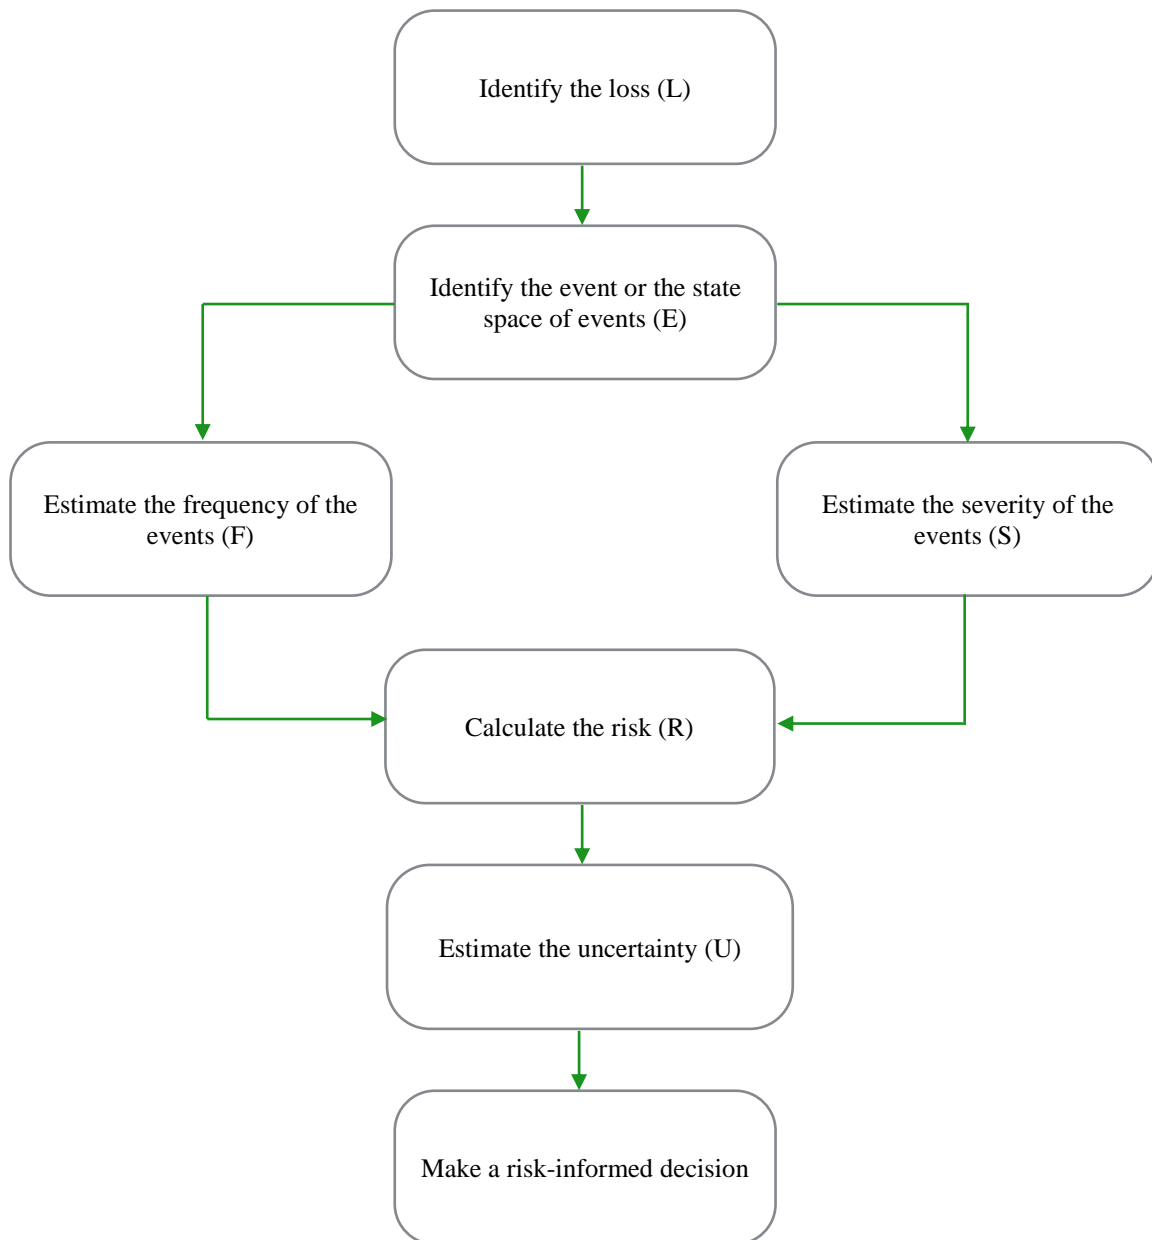 Identify the loss (L)
Identify the event or the state
space of events (E)
Estimate the frequency of the
events (F)
Estimate the severity of the
events (S)
Calculate the risk (R)
Estimate the uncertainty (U)
Make a risk-informed decision